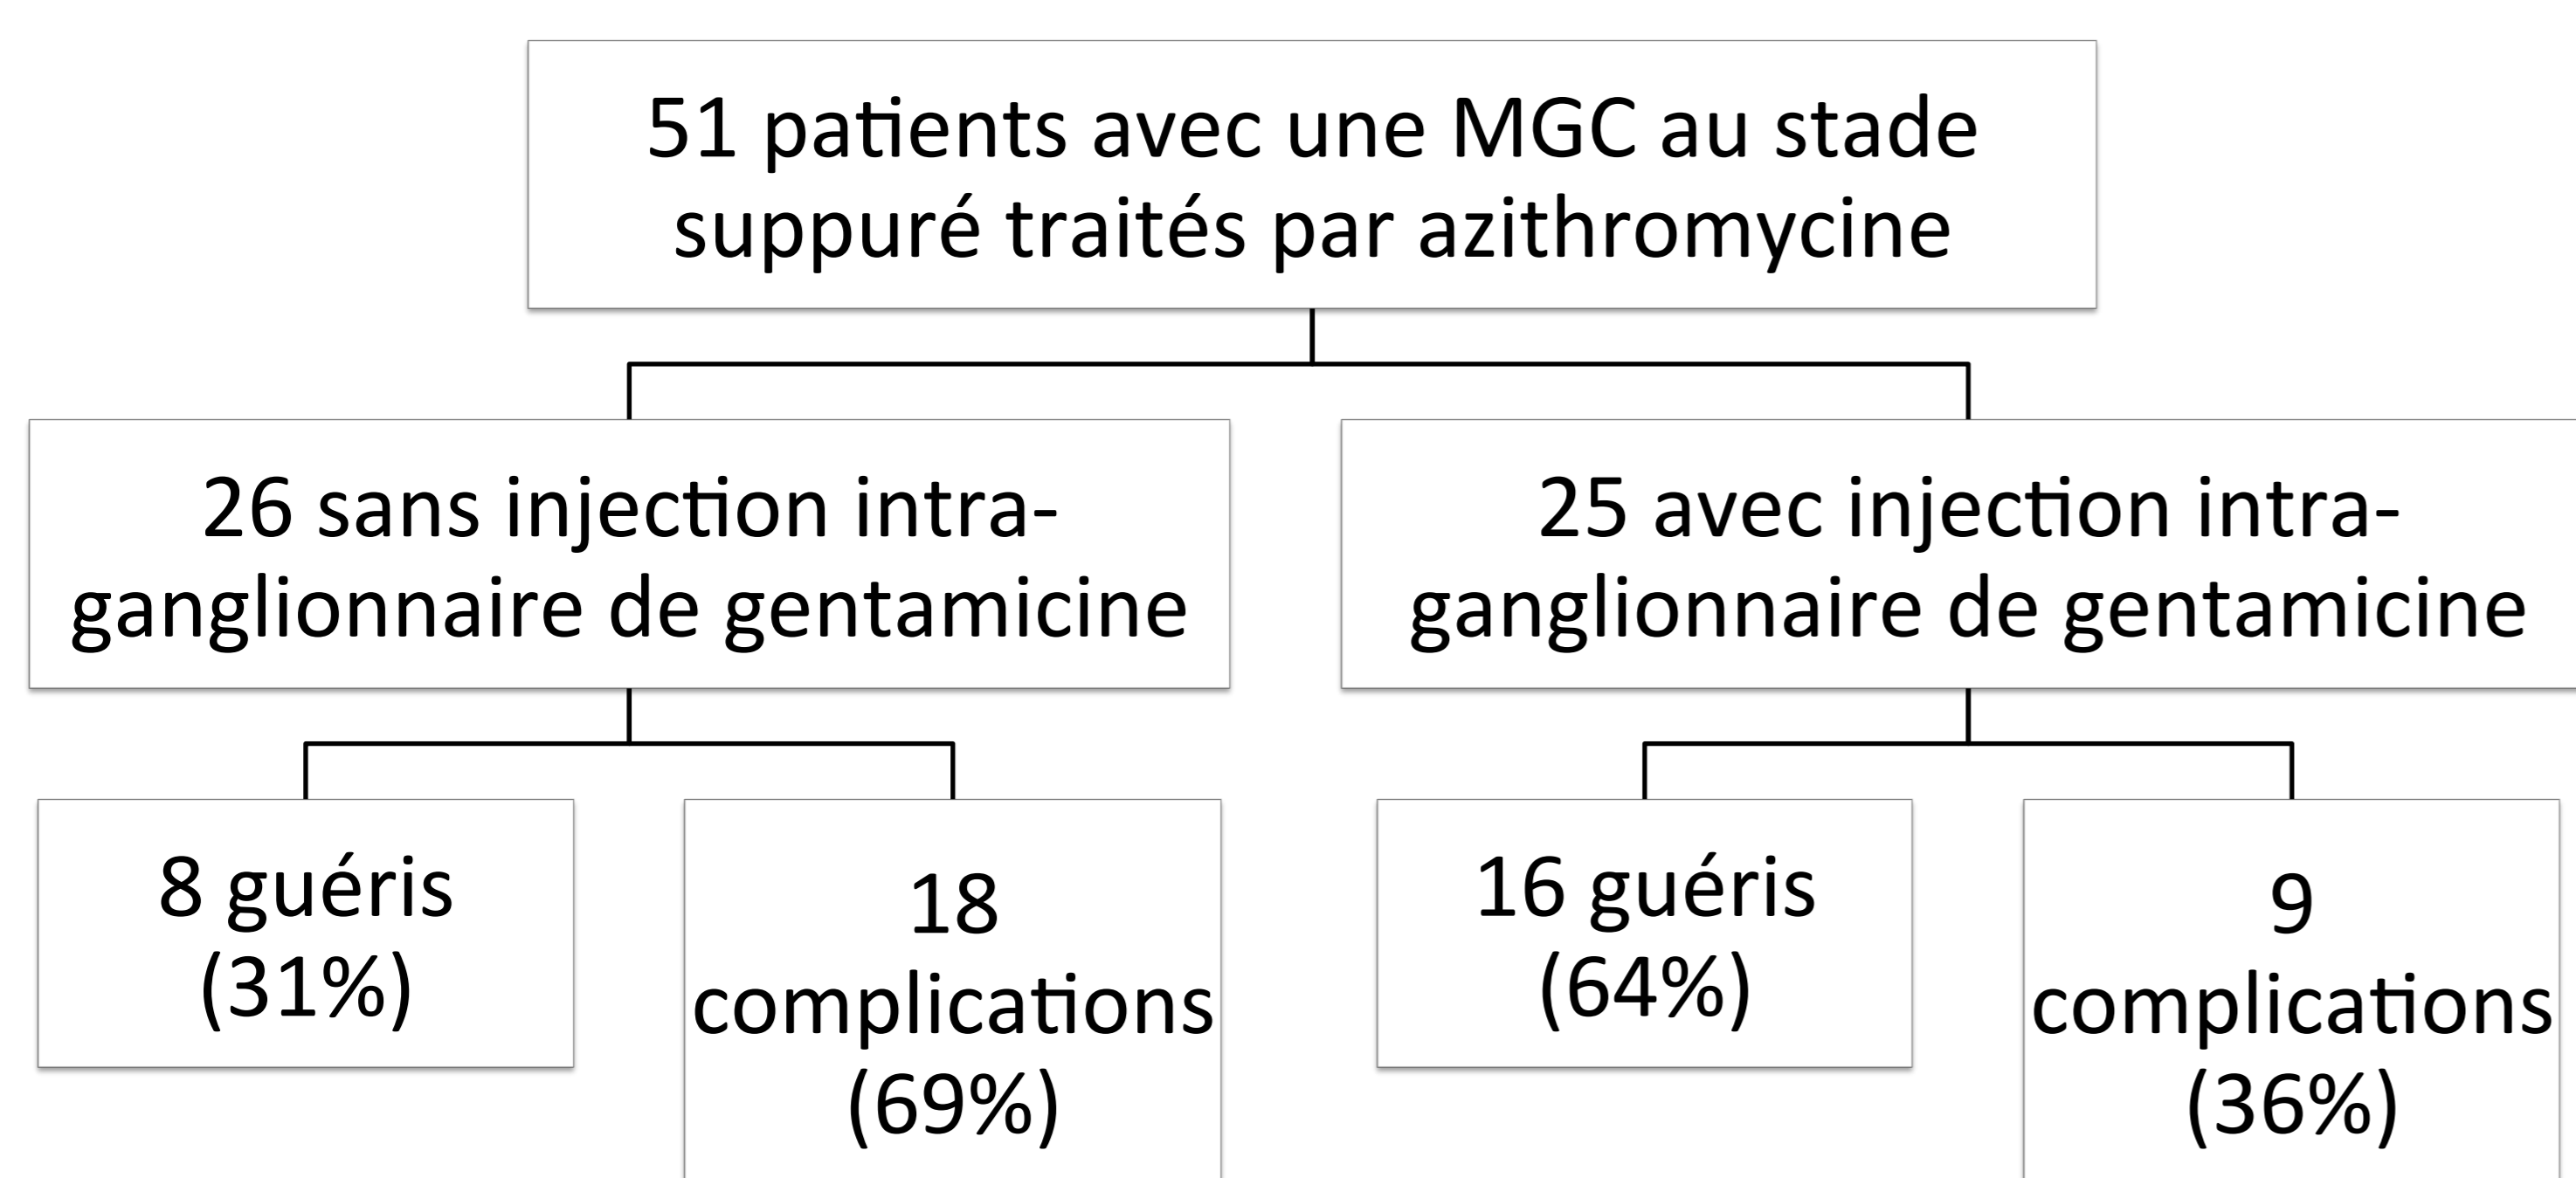 51 patients avec une MGC au stade
suppuré traités par azithromycine
26 sans injection intra-
ganglionnaire de gentamicine
25 avec injection intra-
ganglionnaire de gentamicine
8 guéris
(31%)
18
complications
(69%)
16 guéris
(64%)
9
complications
(36%)